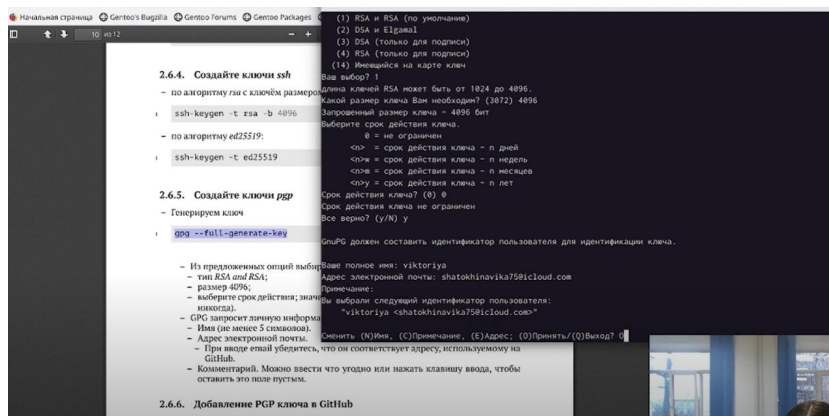 Начальная страница Gentoo's Bugzilla Gentoo Forums Gentoo Packages
10 из 12
2.6.4. Создайте ключи ssh
– по алгоритму rsa с ключём размером
1 ssh-keygen -t rsa -b 4096
– по алгоритму ed25519:
1 ssh-keygen -t ed25519
2.6.5. Создайте ключи pgp
– Генерируем ключ
1 gpg --full-generate-key
– Из предложенных опций выбир
– тип RSA and RSA;
– размер 4096;
– выберите срок действия; знач
никогда).
– GPG запросит личную информа
– Имя (не менее 5 символов).
– Адрес электронной почты.
– При вводе email убедитесь, что он соответствует адресу, используемому на
GitHub.
– Комментарий. Можно ввести что угодно или нажать клавишу ввода, чтобы
оставить это поле пустым.
2.6.6. Добавление PGP ключа в GitHub
(1) RSA и RSA (по умолчанию)
(2) DSA и Elgamal
(3) DSA (только для подписи)
(4) RSA (только для подписи)
(14) Имеющийся на карте ключ
Ваш выбор? 1
длина ключей RSA может быть от 1024 до 4096.
Какой размер ключа Вам необходим? (3072) 4096
Запрошенный размер ключа – 4096 бит
Выберите срок действия ключа.
0 = не ограничен
<n> = срок действия ключа – n дней
<n>w = срок действия ключа – n недель
<n>m = срок действия ключа – n месяцев
<n>y = срок действия ключа – n лет
Срок действия ключа? (0) 0
Срок действия ключа не ограничен
Все верно? (y/N) y
GnuPG должен составить идентификатор пользователя для идентификации ключа.
Ваше полное имя: viktoriya
Адрес электронной почты: shatokhinavika75@icloud.com
Примечание:
Вы выбрали следующий идентификатор пользователя:
"viktoriya <shatokhinavika75@icloud.com>"
Сменить (N)Имя, (C)Примечание, (E)Адрес; (O)Принять/(Q)Выход? O